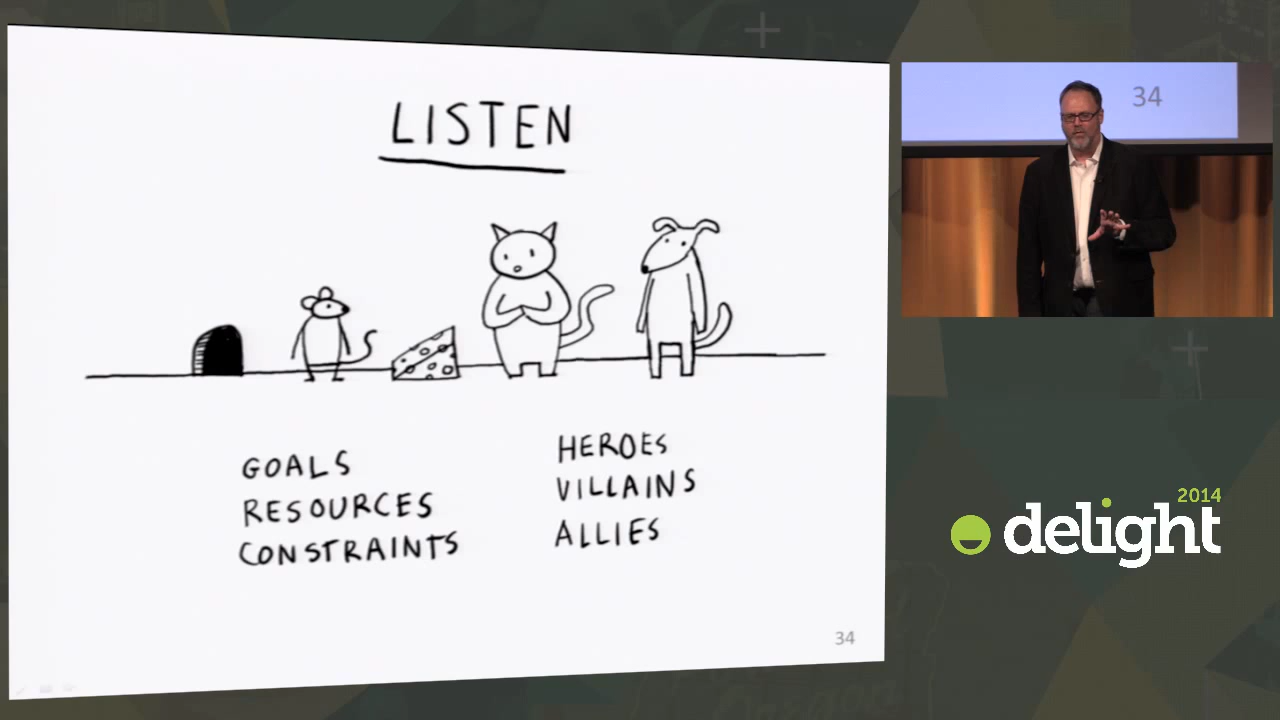 LISTEN
GOALS
RESOURCES
CONSTRAINTS
HEROES
VILLAINS
ALLIES
34
34
2014
delight